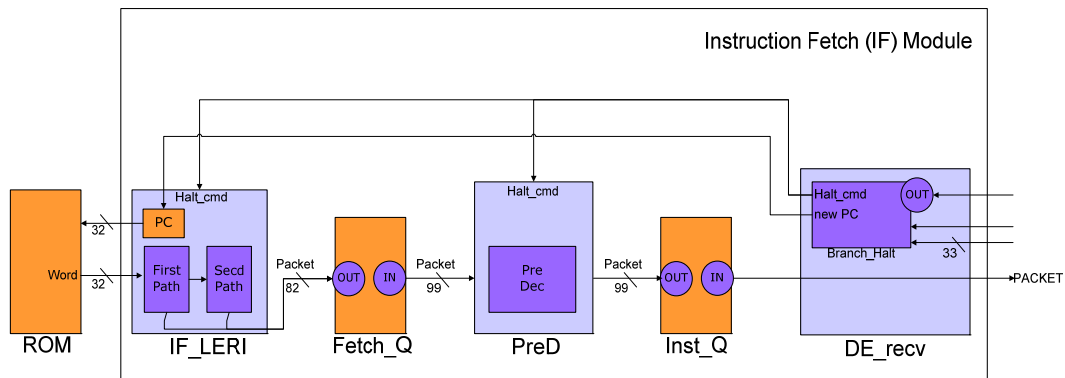 Instruction Fetch (IF) Module
Halt_cmd
PC
32
Word
32
First
Path
Secd
Path
Packet
82
OUT
IN
Packet
99
Halt_cmd
Pre
Dec
Packet
99
OUT
IN
Halt_cmd
new PC
OUT
Branch_Halt
33
PACKET
ROM
IF_LERI
Fetch_Q
PreD
Inst_Q
DE_recv